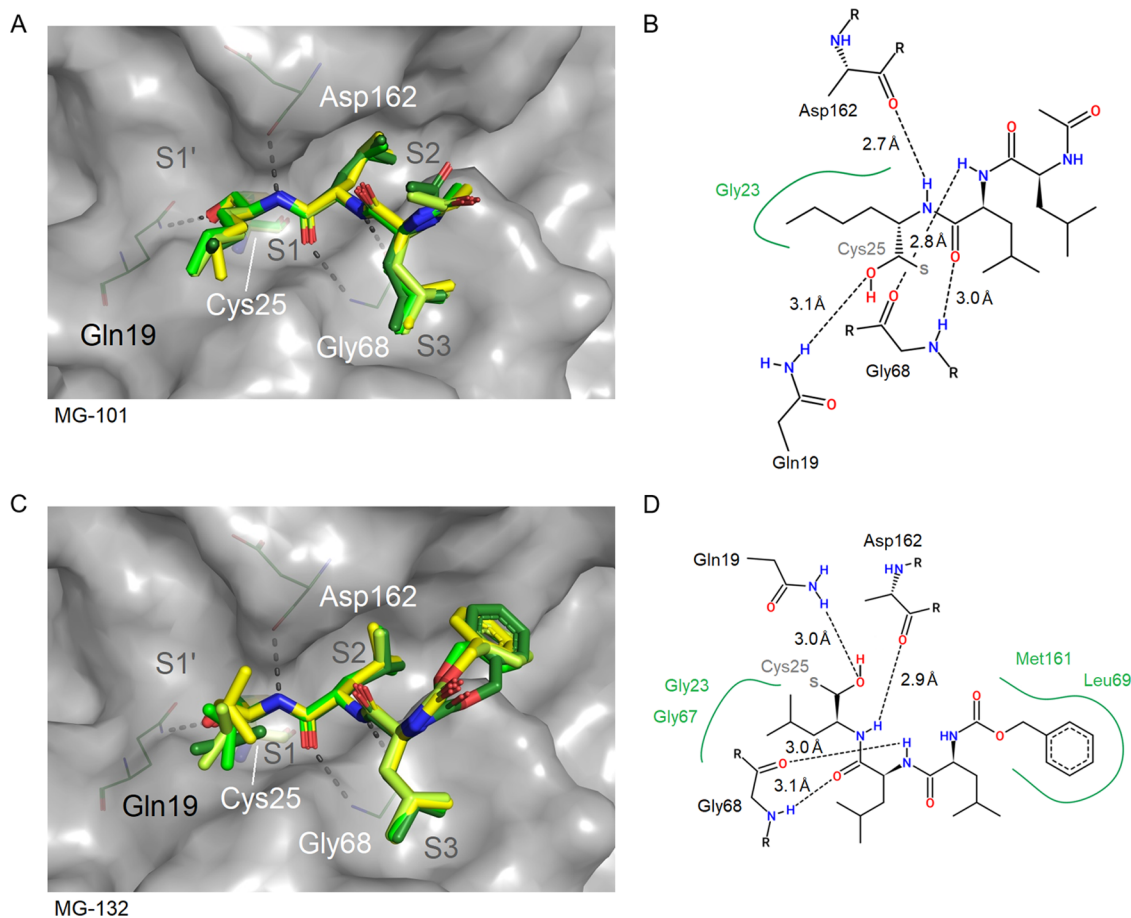 A
Asp162
S1'
S2
S1
Cys25
Gln19
Gly68
S3
MG-101
B
R
NH
R
Asp162
O
2.7Å
O
O
H
H
N
NH
Gly23
H
N
O
2.8Å
Cys25
O
S
O
H
3.1Å
3.0Å
R
H
H
N
H
N
Gly68
R
O
Gln19
C
Asp162
S1'
S2
S1
Gln19
Cys25
Gly68
S3
MG-132
D
Asp162
Gln19
HN
R
H
N
O
H
R
O
3.0Å
H
Cys25
S
OH
2.9Å
Met161
Leu69
Gly23
Gly67
O
N
H
3.0Å
H
NH
O
R
O
O
N
3.1Å
Gly68
N
H
O
R